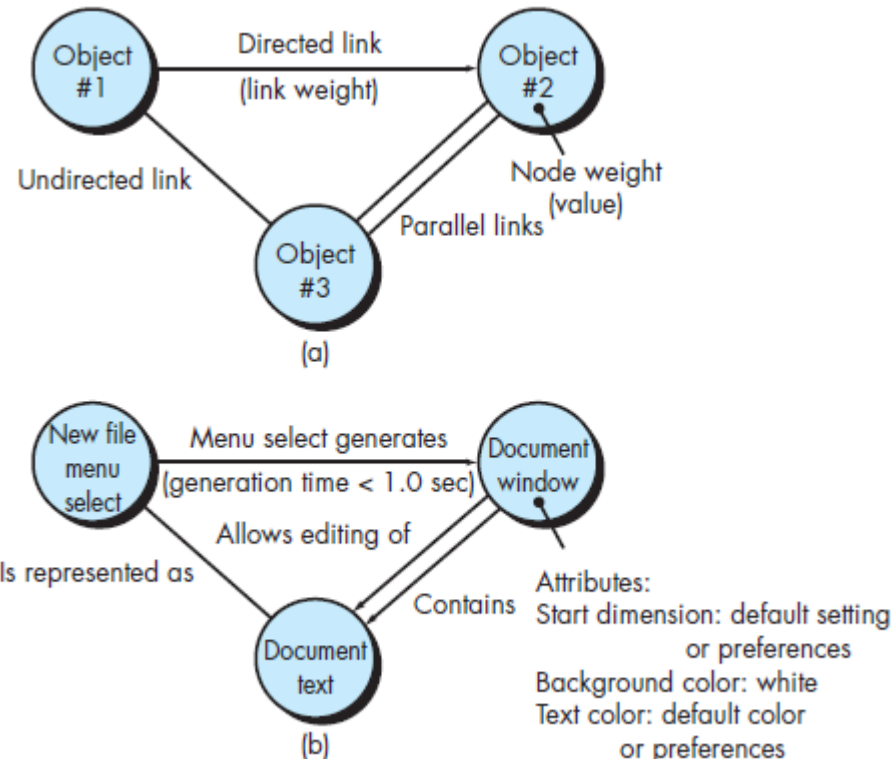 Object
#1
Directed link
(link weight)
Object
#2
Undirected link
Node weight
(value)
Parallel links
Object
#3
(a)
New file
menu
select
Menu select generates
(generation time < 1.0 sec)
Document
window
Allows editing of
Is represented as
Contains
Attributes:
Start dimension: default setting
or preferences
Background color: white
Text color: default color
or preferences
Document
text
(b)